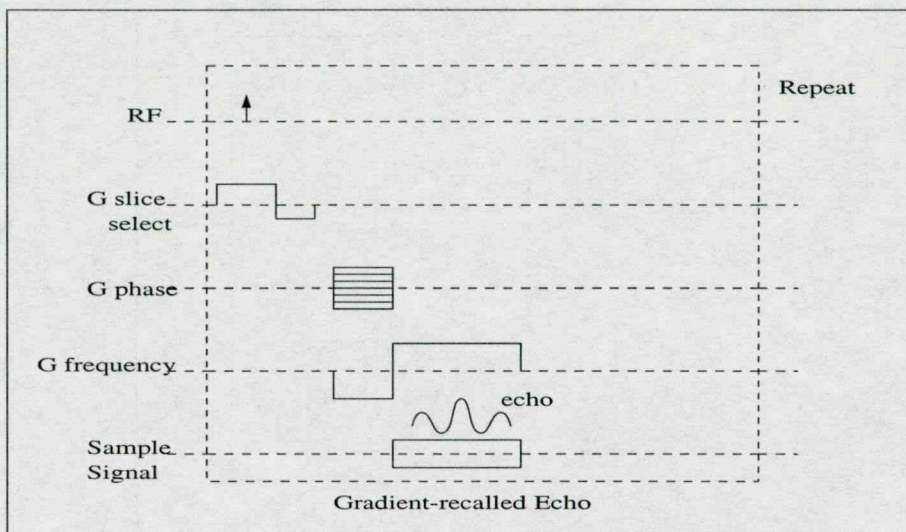 Repeat
RF
G slice
select
G phase
G frequency
echo
Sample
Signal
Gradient-recalled Echo